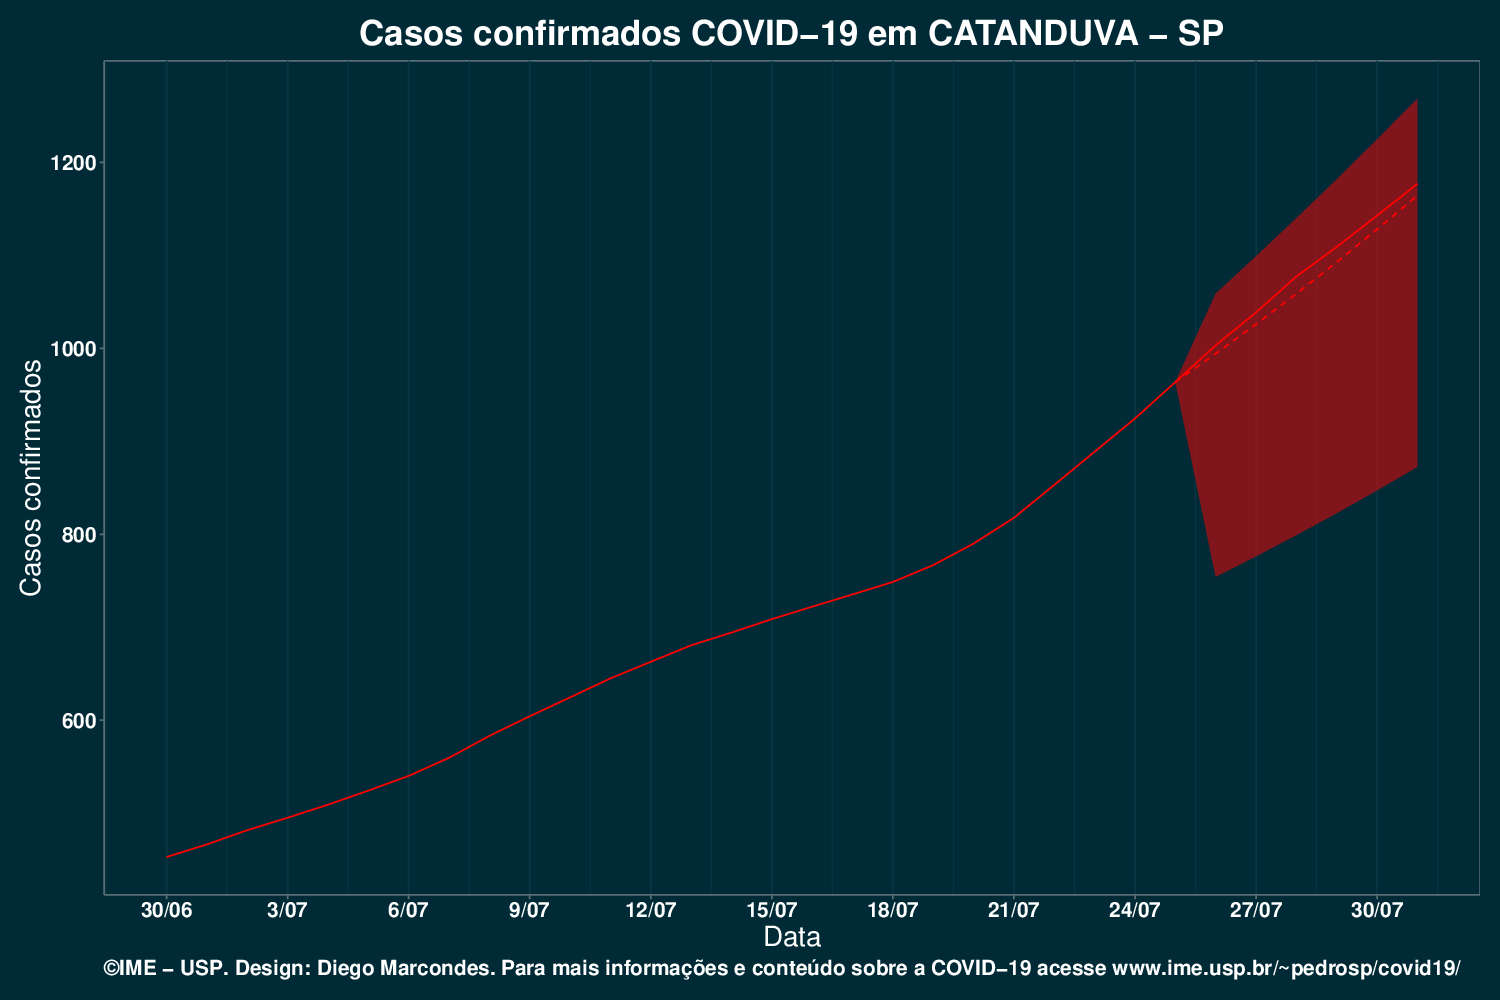 Casos confirmados COVID−19 em CATANDUVA − SP
Casos confirmados
1200
1000
800
600
30/06 3/07 6/07 9/07 12/07 15/07 18/07 21/07 24/07 27/07 30/07
Data
©IME − USP. Design: Diego Marcondes. Para mais informações e conteúdo sobre a COVID−19 acesse www.ime.usp.br/~pedrosp/covid19/